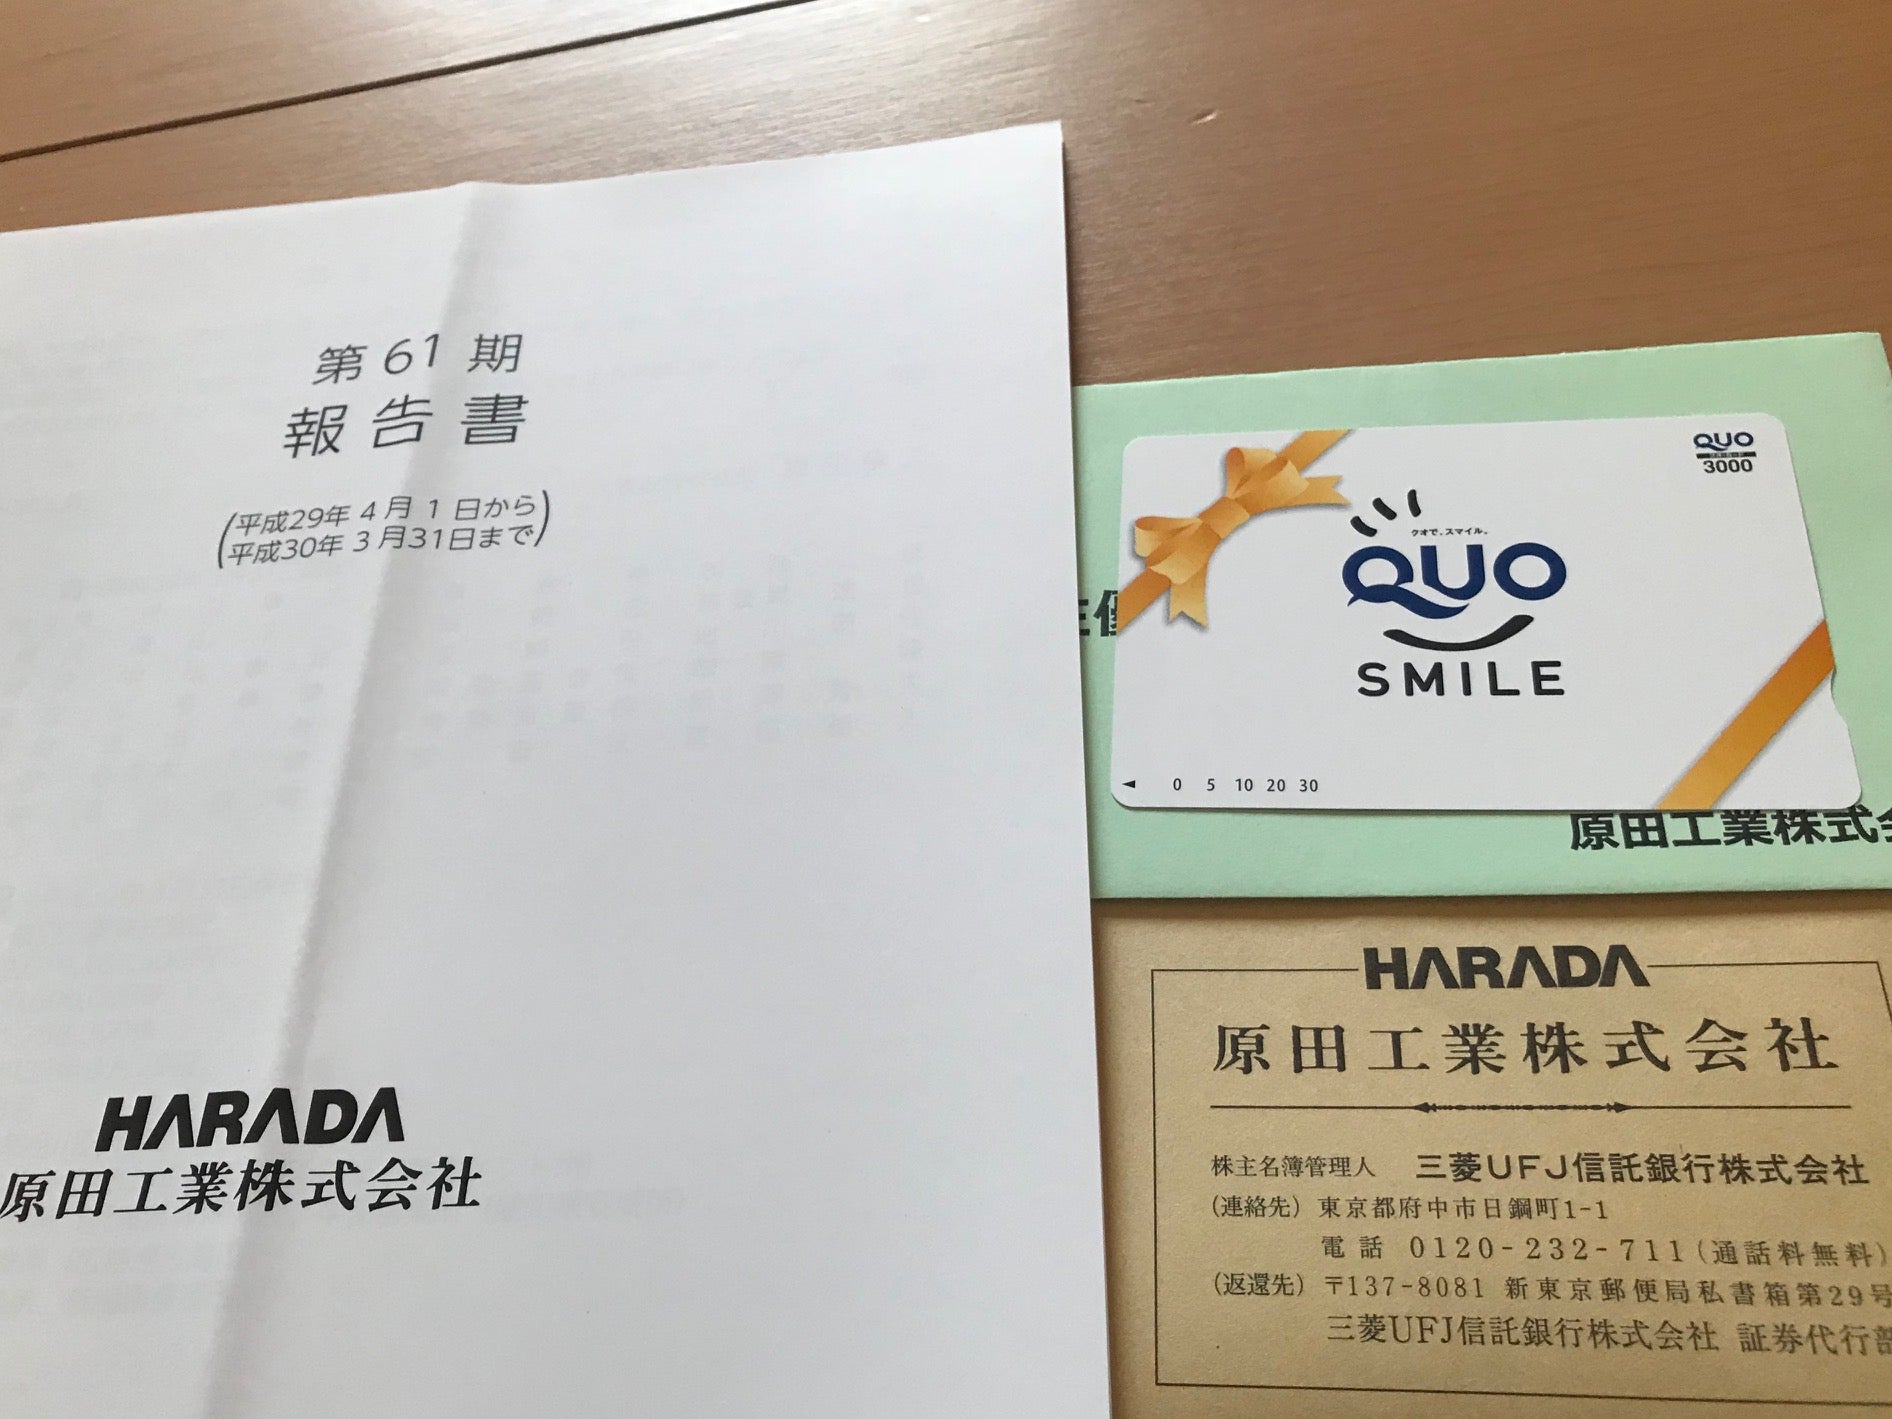 第61期
報告書
(平成29年4月1日から
平成30年3月31日まで)
HARADA
原田工業株式会社
QUO
3000
クオで、スマイル。
QUO
SMILE
0 5 10 20 30
優
原田工業株式会
HARADA
原田工業株式会社
株主名簿管理人 三菱UFJ信託銀行株式会社
(連絡先) 東京都府中市日鋼町1-1
電話 0120-232-711(通話料無料)
(返還先) 〒137-8081 新東京郵便局私書箱第29号
三菱UFJ信託銀行株式会社 証券代行部